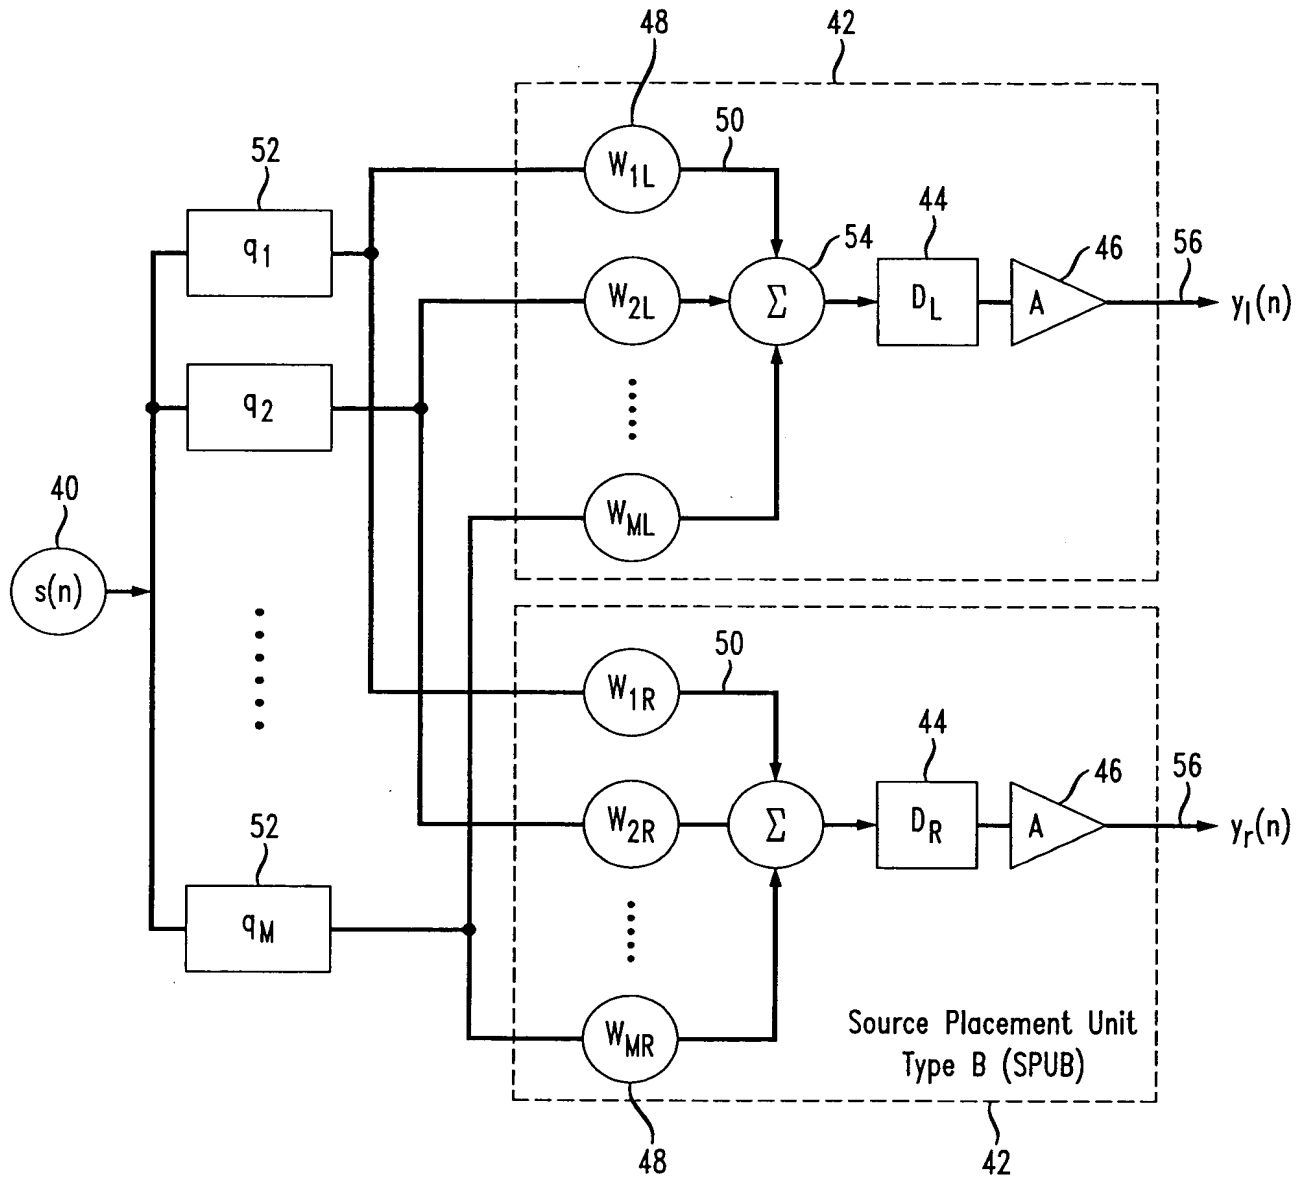 48
42
52
W1L
50
q1
44
54
46
56
W2L
Σ
DL
A
yl(n)
q2
40
WML
s(n)
W1R
50
44
46
56
52
W2R
Σ
DR
A
yr(n)
qM
Source Placement Unit
Type B (SPUB)
WMR
48
42